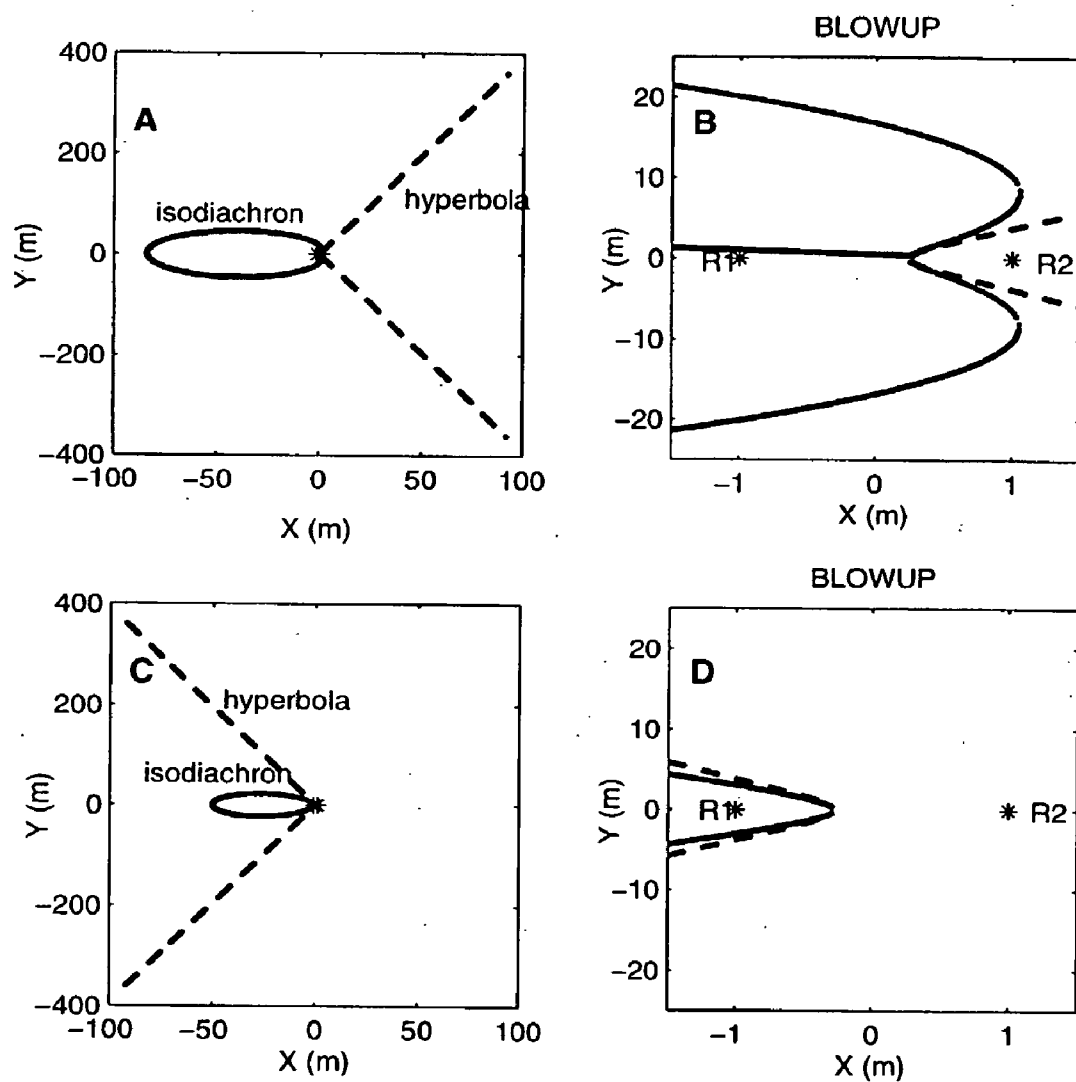 A
400
200
0
−200
−400
Y (m)
isodiachron
hyperbola
−100
−50
0
50
100
X (m)
BLOWUP
B
20
10
0
−10
−20
Y (m)
R1
R2
−1
0
1
X (m)
C
400
200
0
−200
−400
Y (m)
hyperbola
isodiachron
−100
−50
0
50
100
X (m)
BLOWUP
D
20
10
0
−10
−20
Y (m)
R1
R2
−1
0
1
X (m)